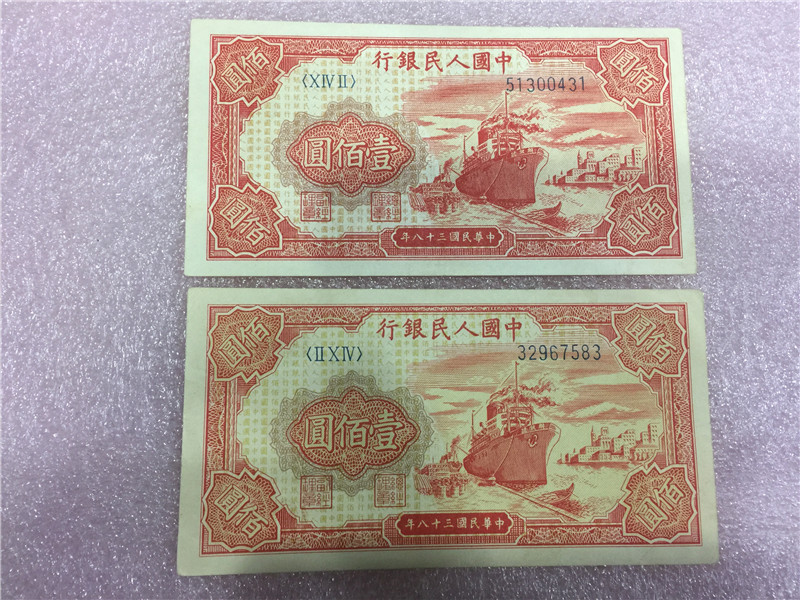 中國人民銀行
佰圓
佰圓
〈XIV II〉
51300431
壹佰圓
佰圓
佰圓
中華民國三十八年
中國人民銀行
佰圓
佰圓
〈II XIV〉
32967583
壹佰圓
佰圓
佰圓
中華民國三十八年